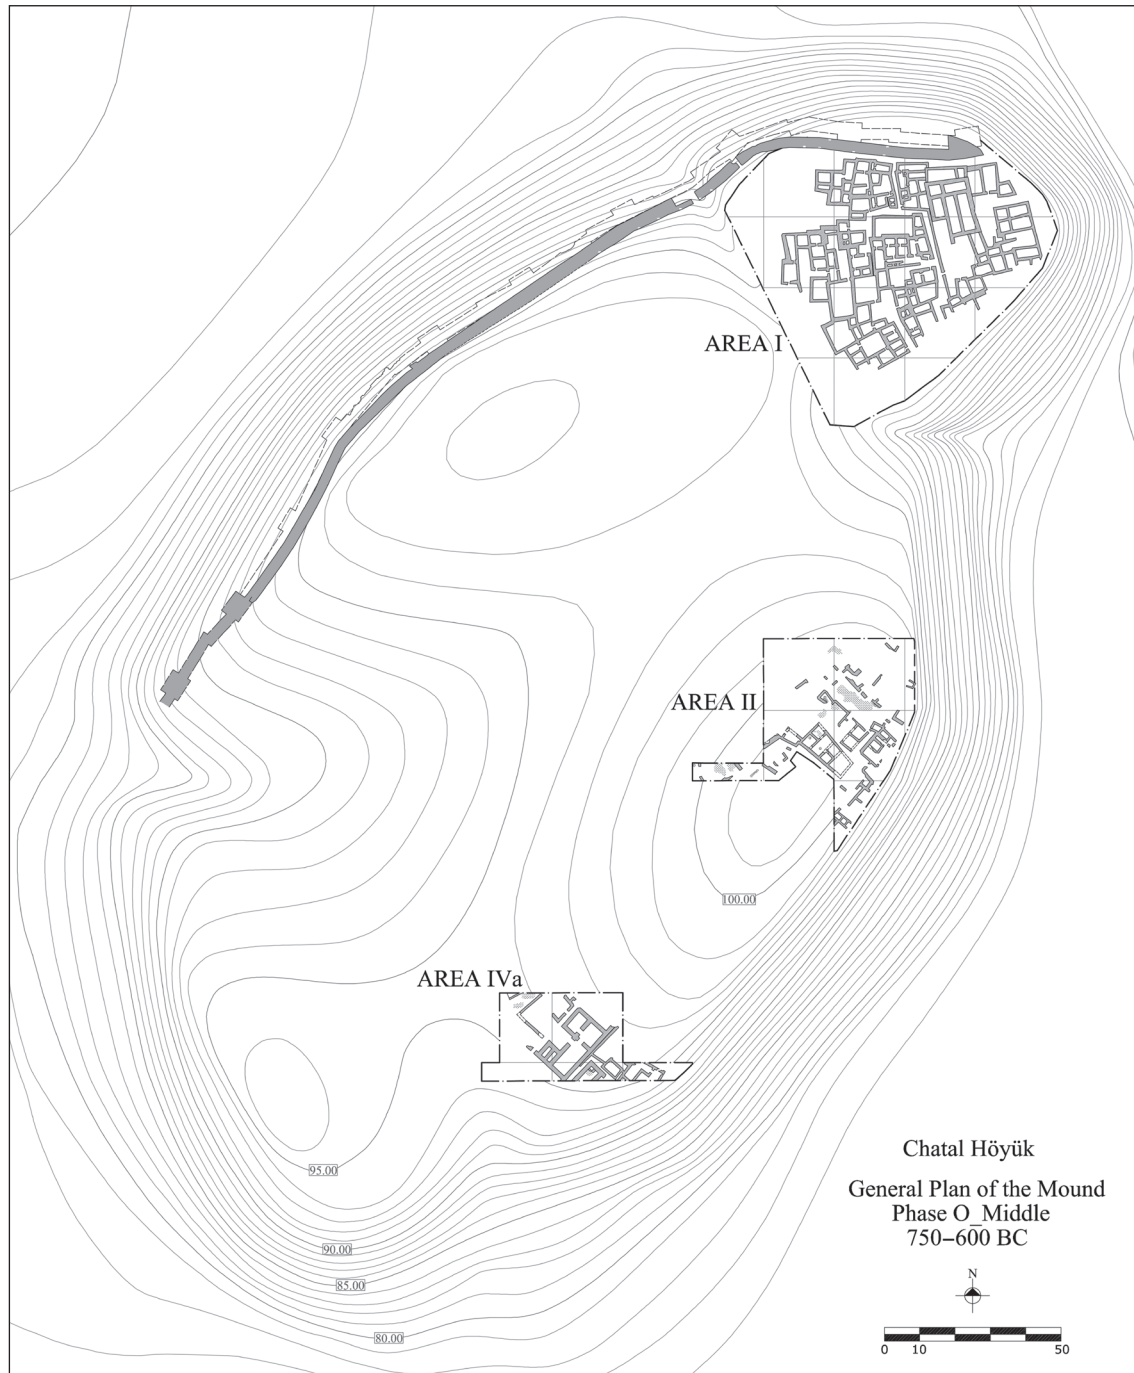 AREA I
AREA II
100.00
AREA IVa
95.00
90.00
85.00
80.00
Chatal Höyük
General Plan of the Mound
Phase O_Middle
750–600 BC
N
0 10 50